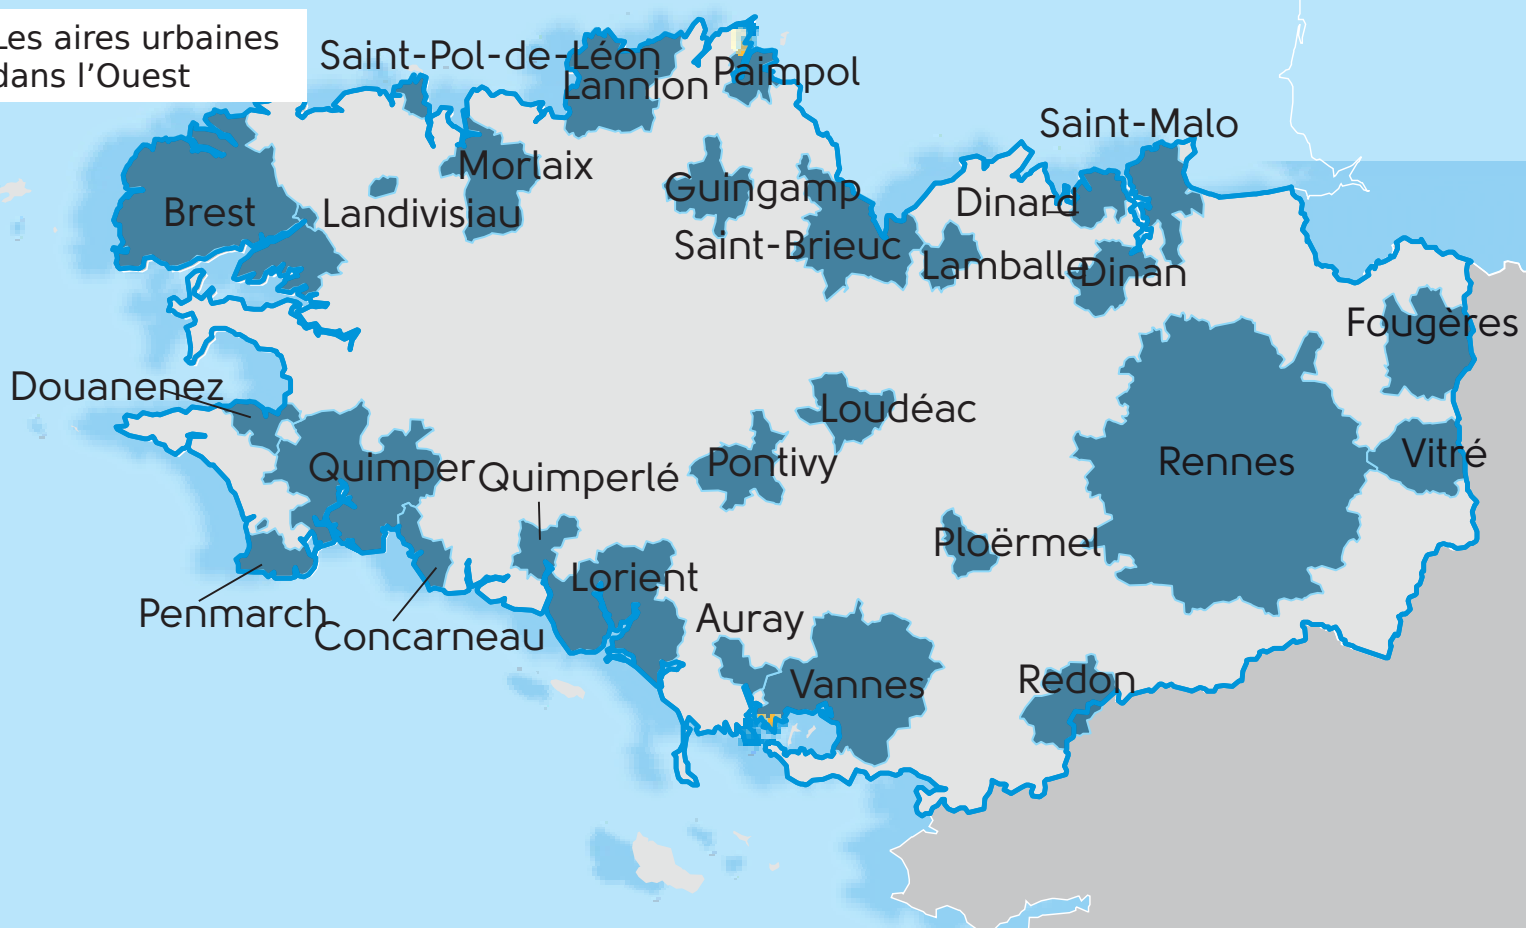 Les aires urbaines
dans l’Ouest
Saint-Pol-de-Léon
Lannion
Paimpol
Saint-Malo
Morlaix
Guingamp
Brest
Landivisiau
Dinard
Saint-Brieuc
Lamballe
Dinan
Fougères
Douanenez
Loudéac
Quimper
Quimperlé
Pontivy
Rennes
Vitré
Ploërmel
Lorient
Penmarch
Concarneau
Auray
Vannes
Redon